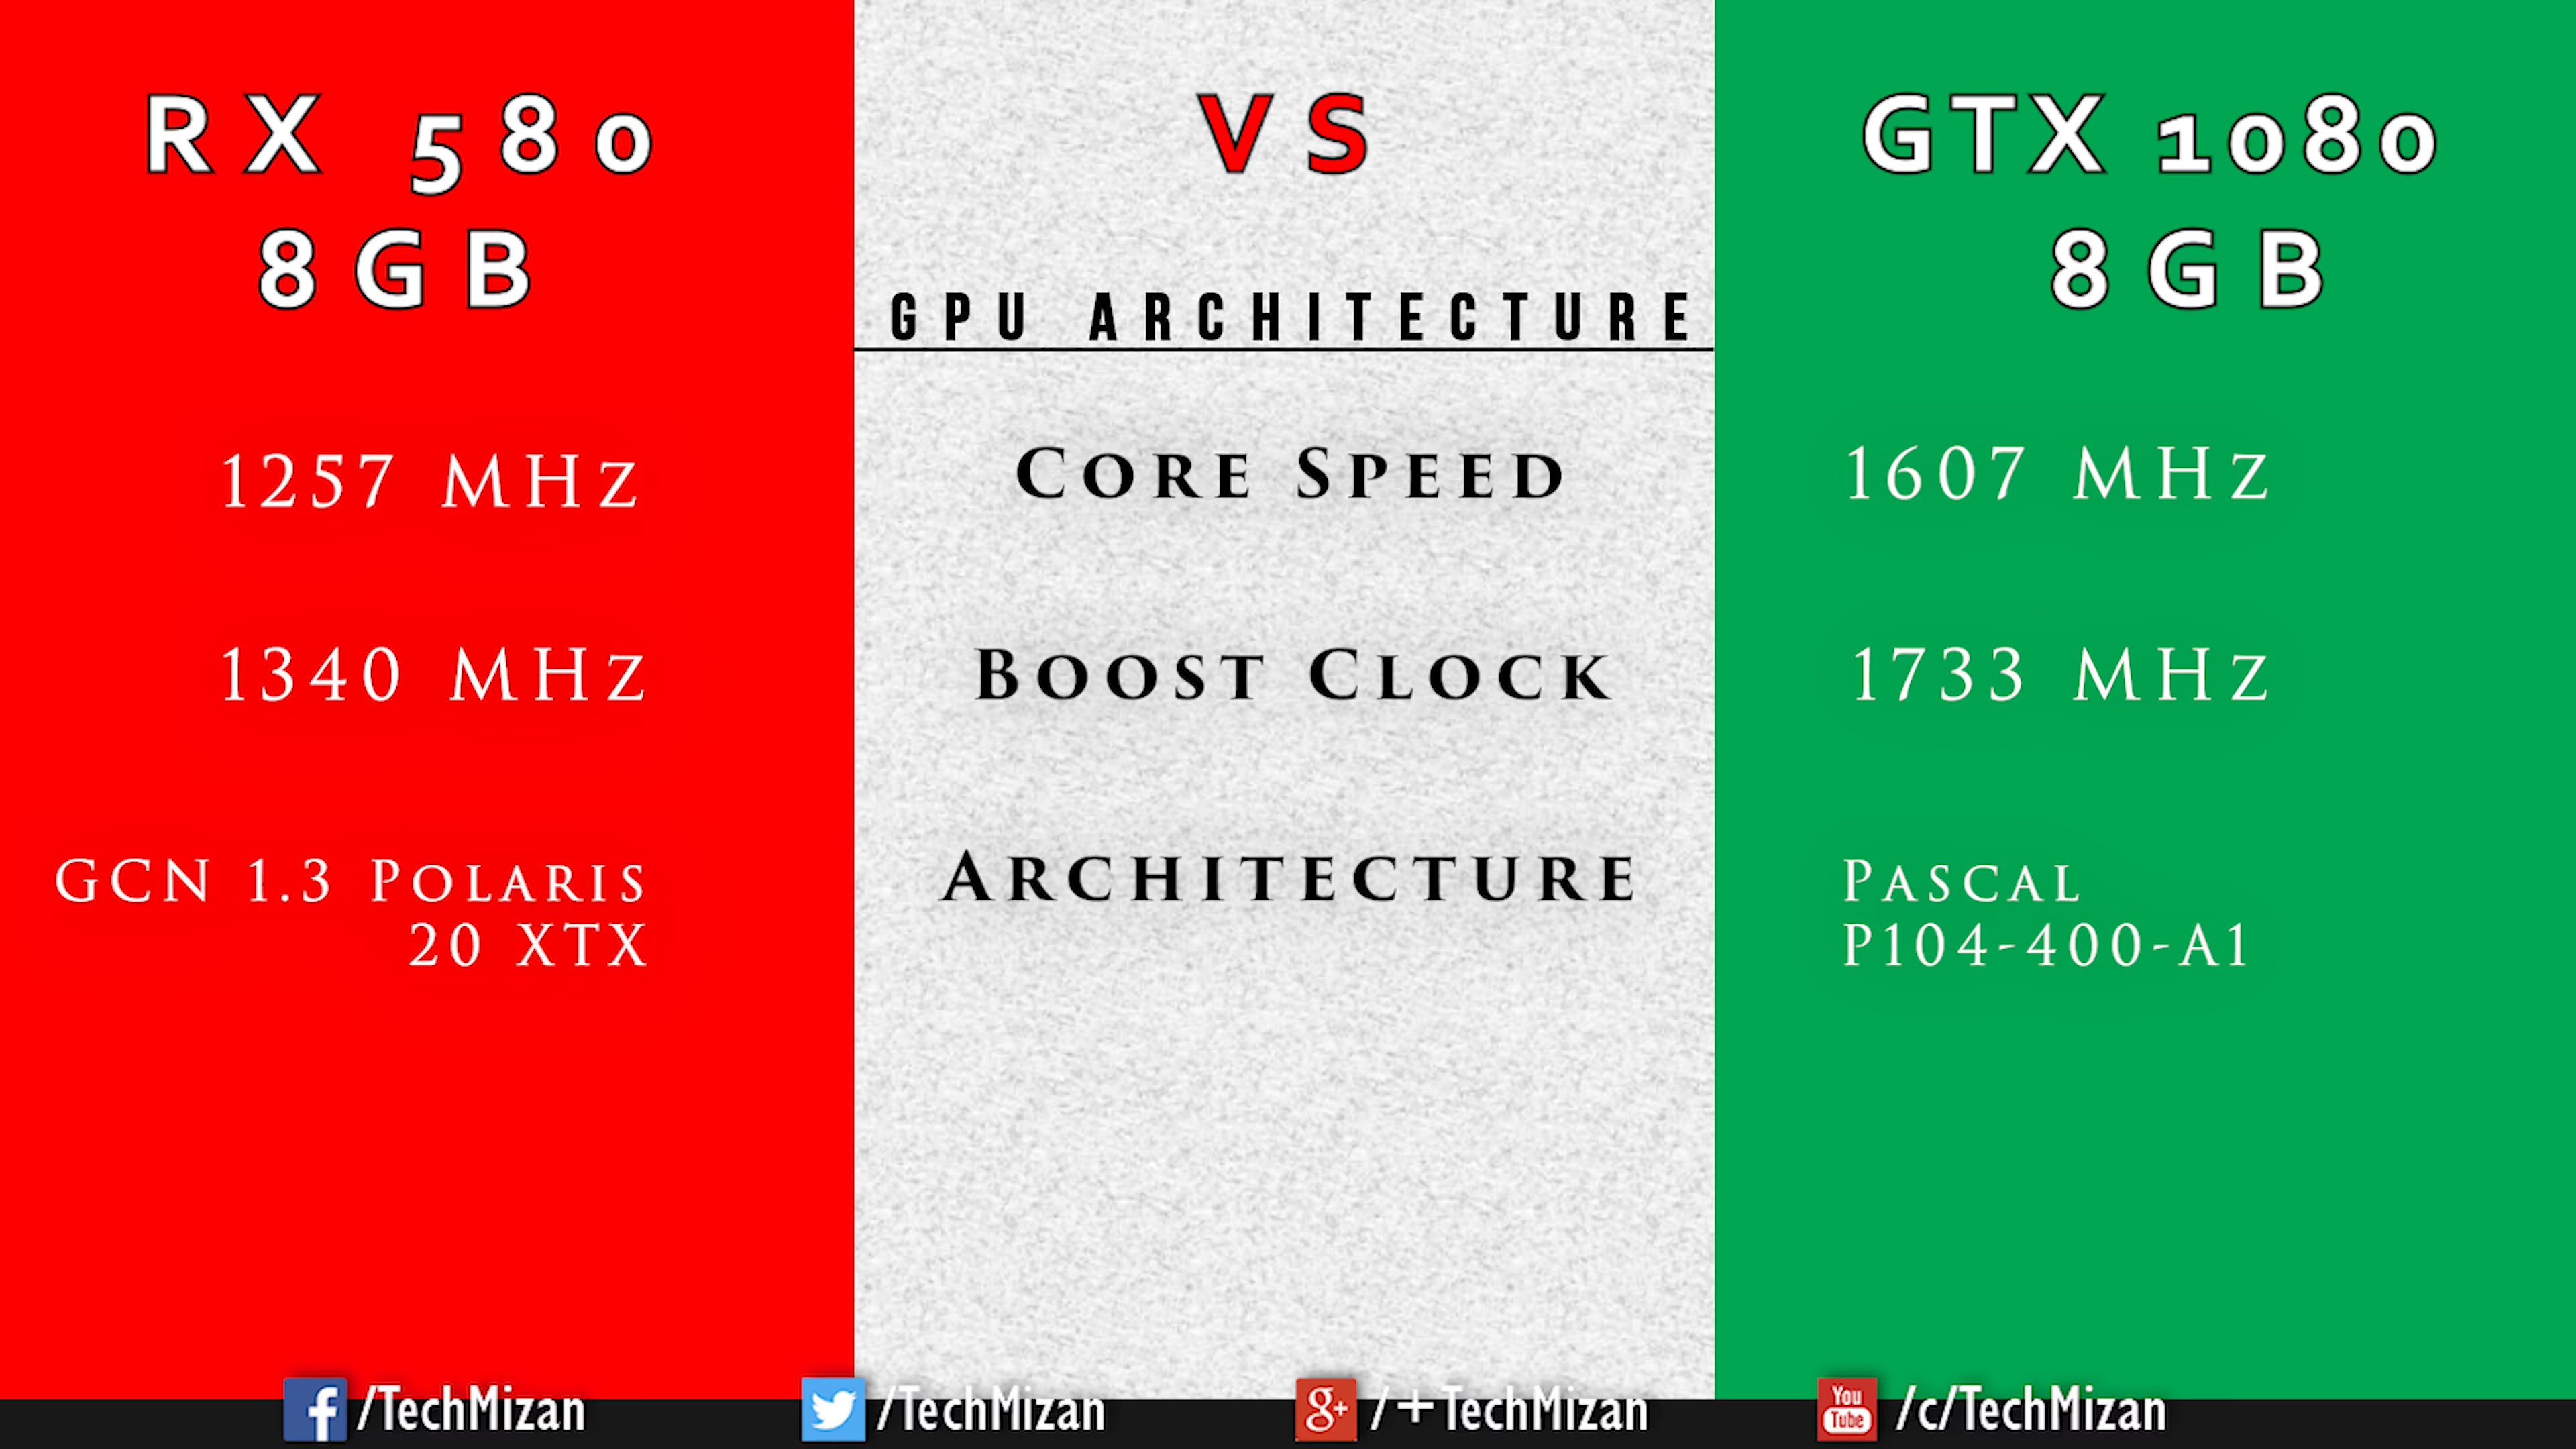 RX 580
8GB
VS
GTX 1080
8GB
GPU ARCHITECTURE
1257 MHz
CORE SPEED
1607 MHz
1340 MHz
BOOST CLOCK
1733 MHz
GCN 1.3 POLARIS
20 XTX
ARCHITECTURE
PASCAL
P104-400-A1
/TechMizan
/TechMizan
g+ /+TechMizan
You
Tube /c/TechMizan